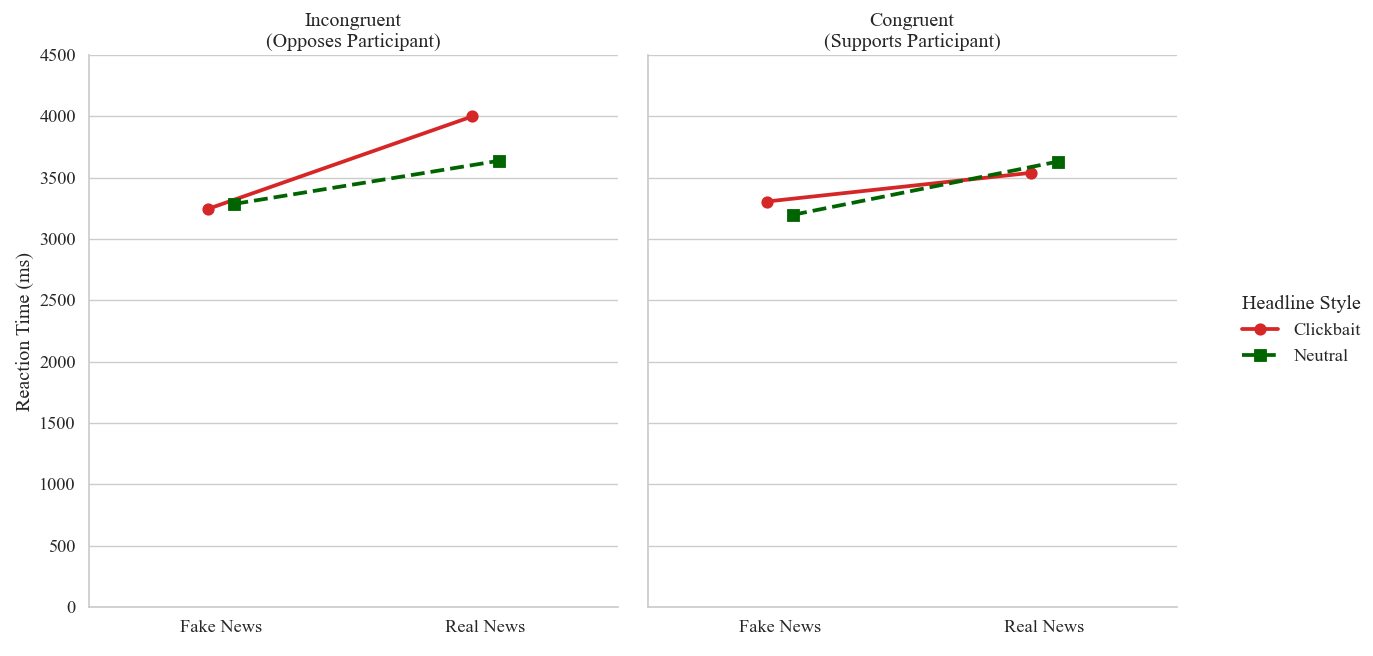 Incongruent
(Opposes Participant)
Congruent
(Supports Participant)
4500
4000
3500
3000
2500
2000
1500
1000
500
0
Reaction Time (ms)
Fake News
Real News
Fake News
Real News
Headline Style
Clickbait
Neutral